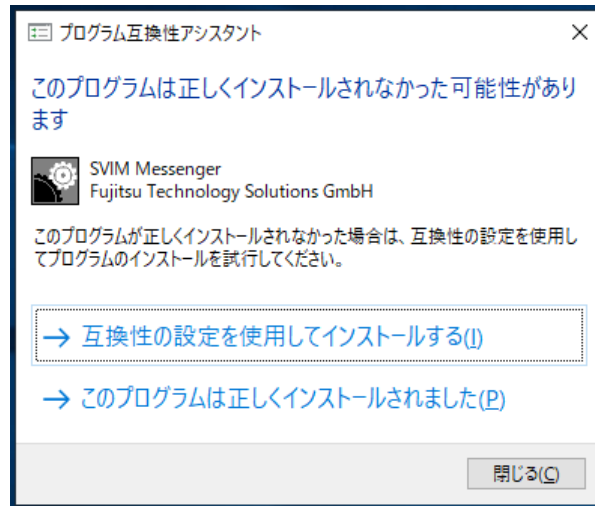 プログラム互換性アシスタント
このプログラムは正しくインストールされなかった可能性があり
ます
SVIM Messenger
Fujitsu Technology Solutions GmbH
このプログラムが正しくインストールされなかった場合は、互換性の設定を使用し
てプログラムのインストールを試行してください。
→ 互換性の設定を使用してインストールする(I)
→ このプログラムは正しくインストールされました(P)
閉じる(C)